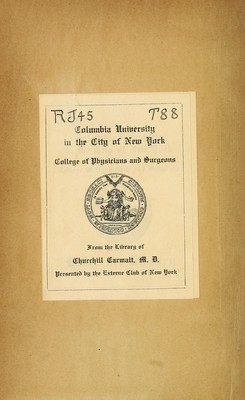 RJ45 T88
Columbia University
in the City of New York
College of Physicians and Surgeons
From the Library of
Churchill Carmalt, M. D.
Presented by the Externe Club of New York